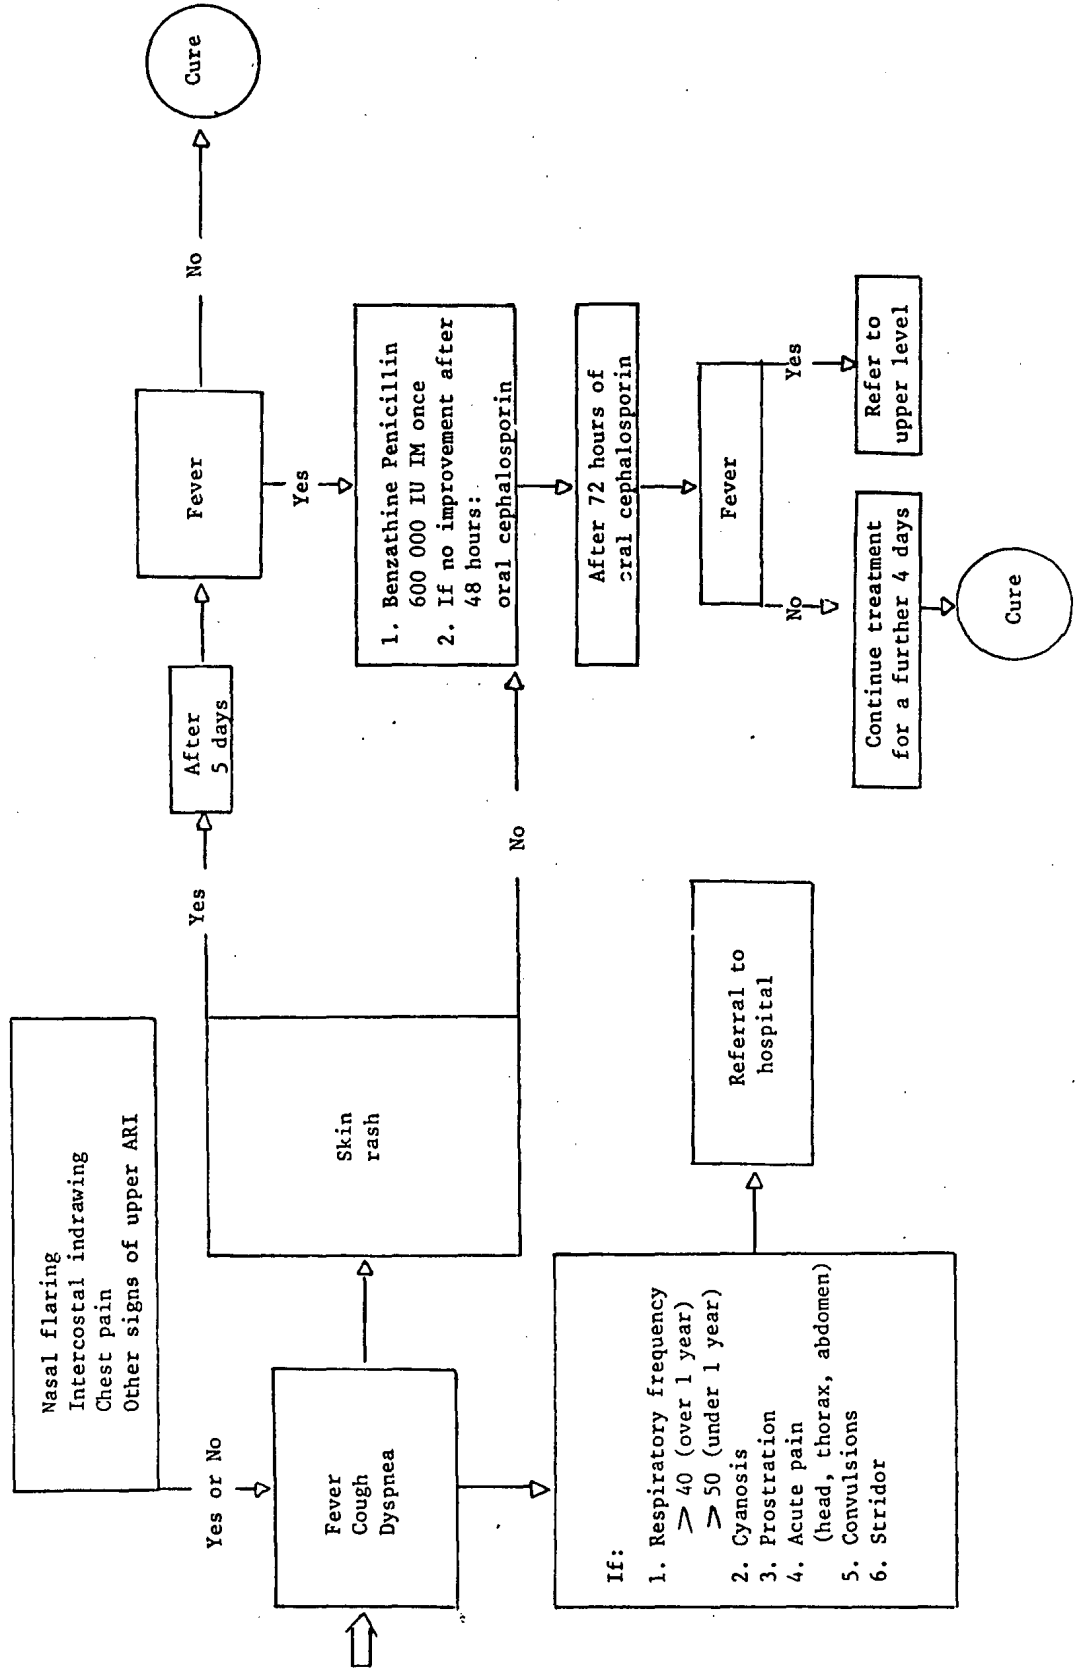 Nasal flaring
Intercostal indrawing
Chest pain
Other signs of upper ARI
Yes or No
Fever
Cough
Dyspnea
If:
1. Respiratory frequency
> 40 (over 1 year)
> 50 (under 1 year)
2. Cyanosis
3. Prostration
4. Acute pain
(head, thorax, abdomen)
5. Convulsions
6. Stridor
Referral to
hospital
Skin
rash
Yes
After
5 days
Fever
No
Cure
Yes
No
1. Benzathine Penicillin
600 000 IU IM once
2. If no improvement after
48 hours:
oral cephalosporin
After 72 hours of
oral cephalosporin
Fever
No
Continue treatment
for a further 4 days
Cure
Yes
Refer to
upper level